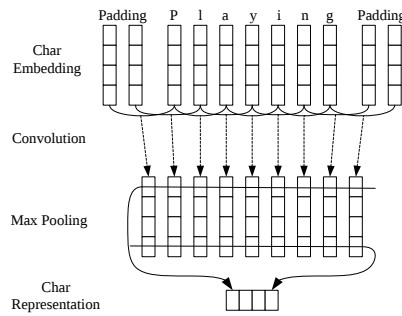 Padding P l a y i n g Padding
Char
Embedding
Convolution
Max Pooling
Char
Representation